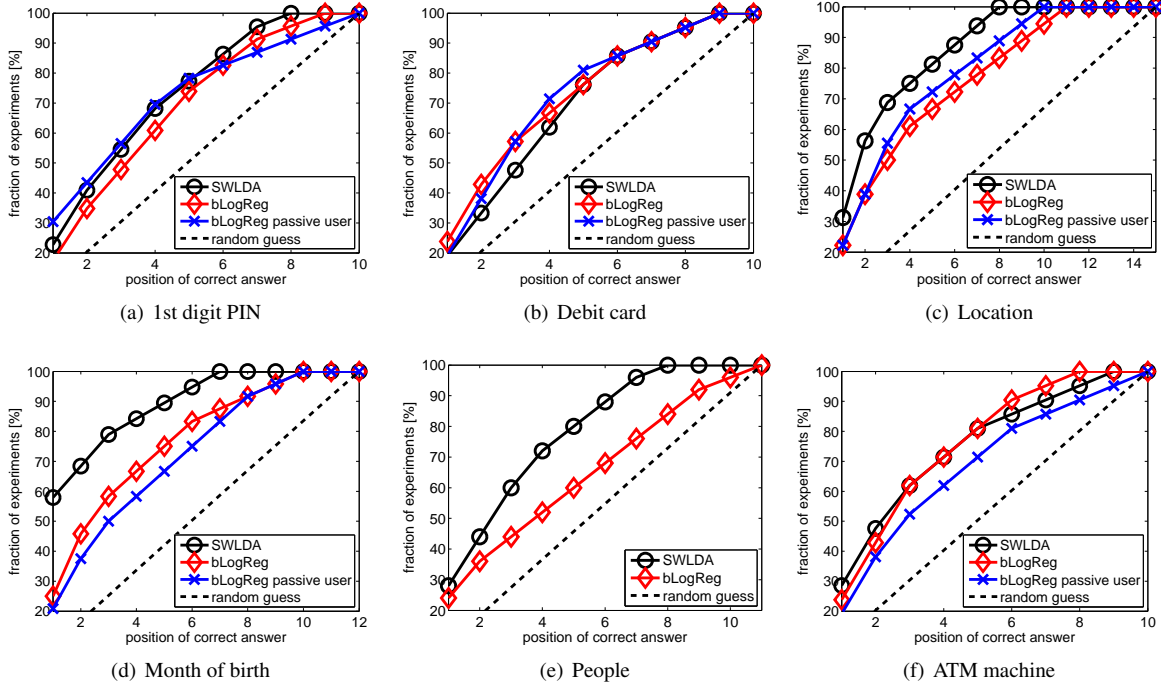 fraction of experiments [%]
100
90
80
70
60
50
40
30
20
2 4 6 8 10
position of correct answer
SWLDA
bLogReg
bLogReg passive user
random guess
(a) 1st digit PIN
fraction of experiments [%]
100
90
80
70
60
50
40
30
20
2 4 6 8 10
position of correct answer
SWLDA
bLogReg
bLogReg passive user
random guess
(b) Debit card
fraction of experiments [%]
100
90
80
70
60
50
40
30
20
2 4 6 8 10 12 14
position of correct answer
SWLDA
bLogReg
bLogReg passive user
random guess
(c) Location
fraction of experiments [%]
100
90
80
70
60
50
40
30
20
2 4 6 8 10 12
position of correct answer
SWLDA
bLogReg
bLogReg passive user
random guess
(d) Month of birth
fraction of experiments [%]
100
90
80
70
60
50
40
30
20
2 4 6 8 10
position of correct answer
SWLDA
bLogReg
random guess
(e) People
fraction of experiments [%]
100
90
80
70
60
50
40
30
20
2 4 6 8 10
position of correct answer
SWLDA
bLogReg
bLogReg passive user
random guess
(f) ATM machine